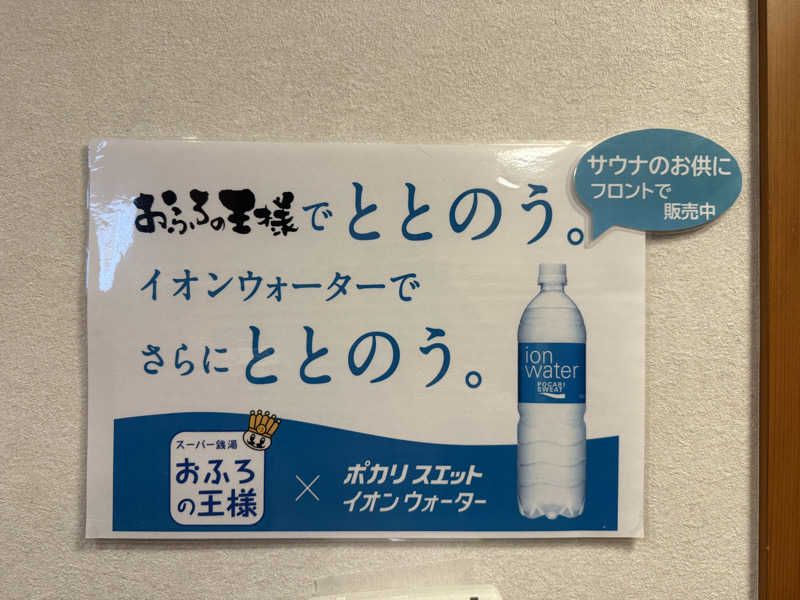 おふろの王様でととのう。
サウナのお供に
フロントで
販売中
イオンウォーターで
さらにととのう。
ion
water
POCARI
SWEAT
スーパー銭湯
おふろ
の王様
×
ポカリスエット
イオンウォーター